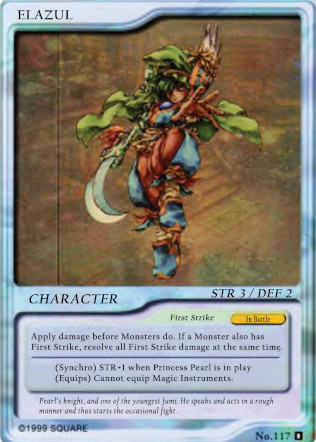 ELAZUL
STR 3 / DEF 2
CHARACTER
First Strike
In Battle
Apply damage before Monsters do. If a Monster also has
First Strike, resolve all First Strike damage at the same time.
(Synchro) STR+1 when Princess Pearl is in play
(Equips) Cannot equip Magic Instruments.
Pearl's knight, and one of the youngest Jumi. He speaks and acts in a rough
manner and thus starts the occasional fight.
©1999 SQUARE
No.117